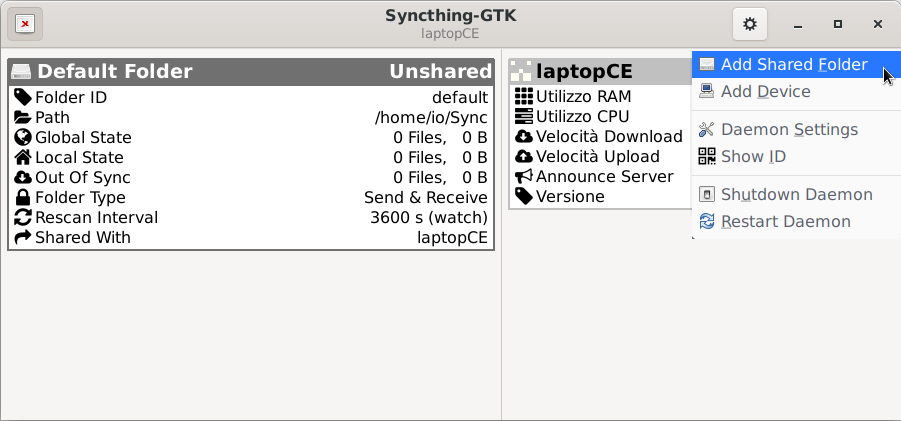 Syncthing-GTK
laptopCE
Default Folder Unshared
Folder ID default
Path /home/io/Sync
Global State 0 Files, 0 B
Local State 0 Files, 0 B
Out Of Sync 0 Files, 0 B
Folder Type Send & Receive
Rescan Interval 3600 s (watch)
Shared With laptopCE
laptopCE
Utilizzo RAM
Utilizzo CPU
Velocità Download
Velocità Upload
Announce Server
Versione
Add Shared Folder
Add Device
Daemon Settings
Show ID
Shutdown Daemon
Restart Daemon